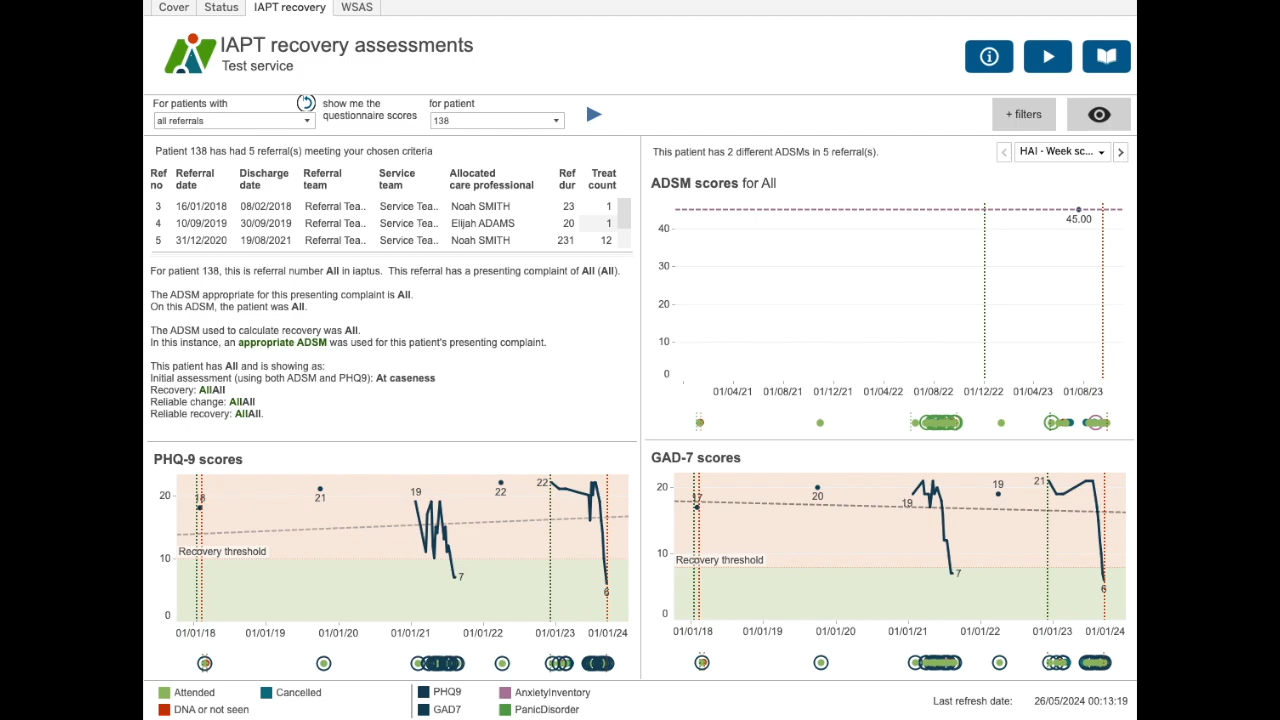 Cover Status IAPT recovery WSAS
IAPT recovery assessments
Test service
For patients with show me the questionnaire scores for patient
all referrals 138
+ filters
Patient 138 has had 5 referral(s) meeting your chosen criteria
Ref no Referral date Discharge date Referral team Service team Allocated care professional Ref dur Treat count
3 16/01/2018 08/02/2018 Referral Tea.. Service Tea.. Noah SMITH 23 1
4 10/09/2019 30/09/2019 Referral Tea.. Service Tea.. Elijah ADAMS 20 1
5 31/12/2020 19/08/2021 Referral Tea.. Service Tea.. Noah SMITH 231 12
For patient 138, this is referral number All in iaptus. This referral has a presenting complaint of All (All).
The ADSM appropriate for this presenting complaint is All.
On this ADSM, the patient was All.
The ADSM used to calculate recovery was All.
In this instance, an appropriate ADSM was used for this patient's presenting complaint.
This patient has All and is showing as:
Initial assessment (using both ADSM and PHQ9): At caseness
Recovery: AllAll
Reliable change: AllAll
Reliable recovery: AllAll.
This patient has 2 different ADSMs in 5 referral(s).
HAI - Week sc...
ADSM scores for All
45.00
40
30
20
10
0
01/04/21 01/08/21 01/12/21 01/04/22 01/08/22 01/12/22 01/04/23 01/08/23
PHQ-9 scores
20
10
0
18 21 19 22 22
Recovery threshold
7
6
01/01/18 01/01/19 01/01/20 01/01/21 01/01/22 01/01/23 01/01/24
GAD-7 scores
20
10
0
17 20 19 19 21
Recovery threshold
7
6
01/01/18 01/01/19 01/01/20 01/01/21 01/01/22 01/01/23 01/01/24
Attended Cancelled
DNA or not seen
PHQ9 AnxietyInventory
GAD7 PanicDisorder
Last refresh date: 26/05/2024 00:13:19